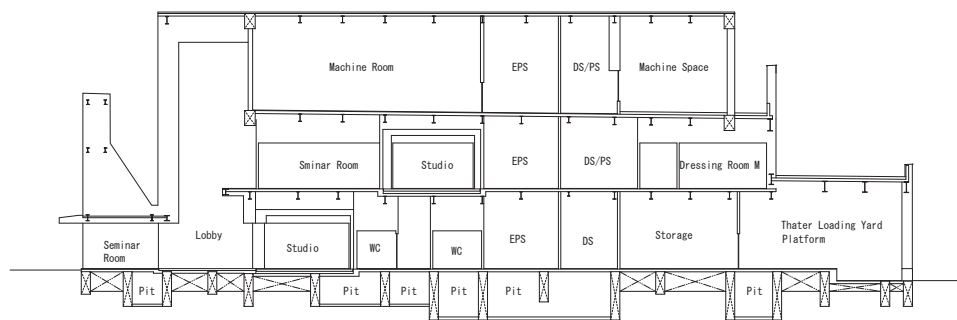 Machine Room
EPS
DS/PS
Machine Space
Sminar Room
Studio
EPS
DS/PS
Dressing Room M
Seminar
Room
Lobby
Studio
WC
WC
EPS
DS
Storage
Thater Loading Yard
Platform
Pit
Pit
Pit
Pit
Pit
Pit